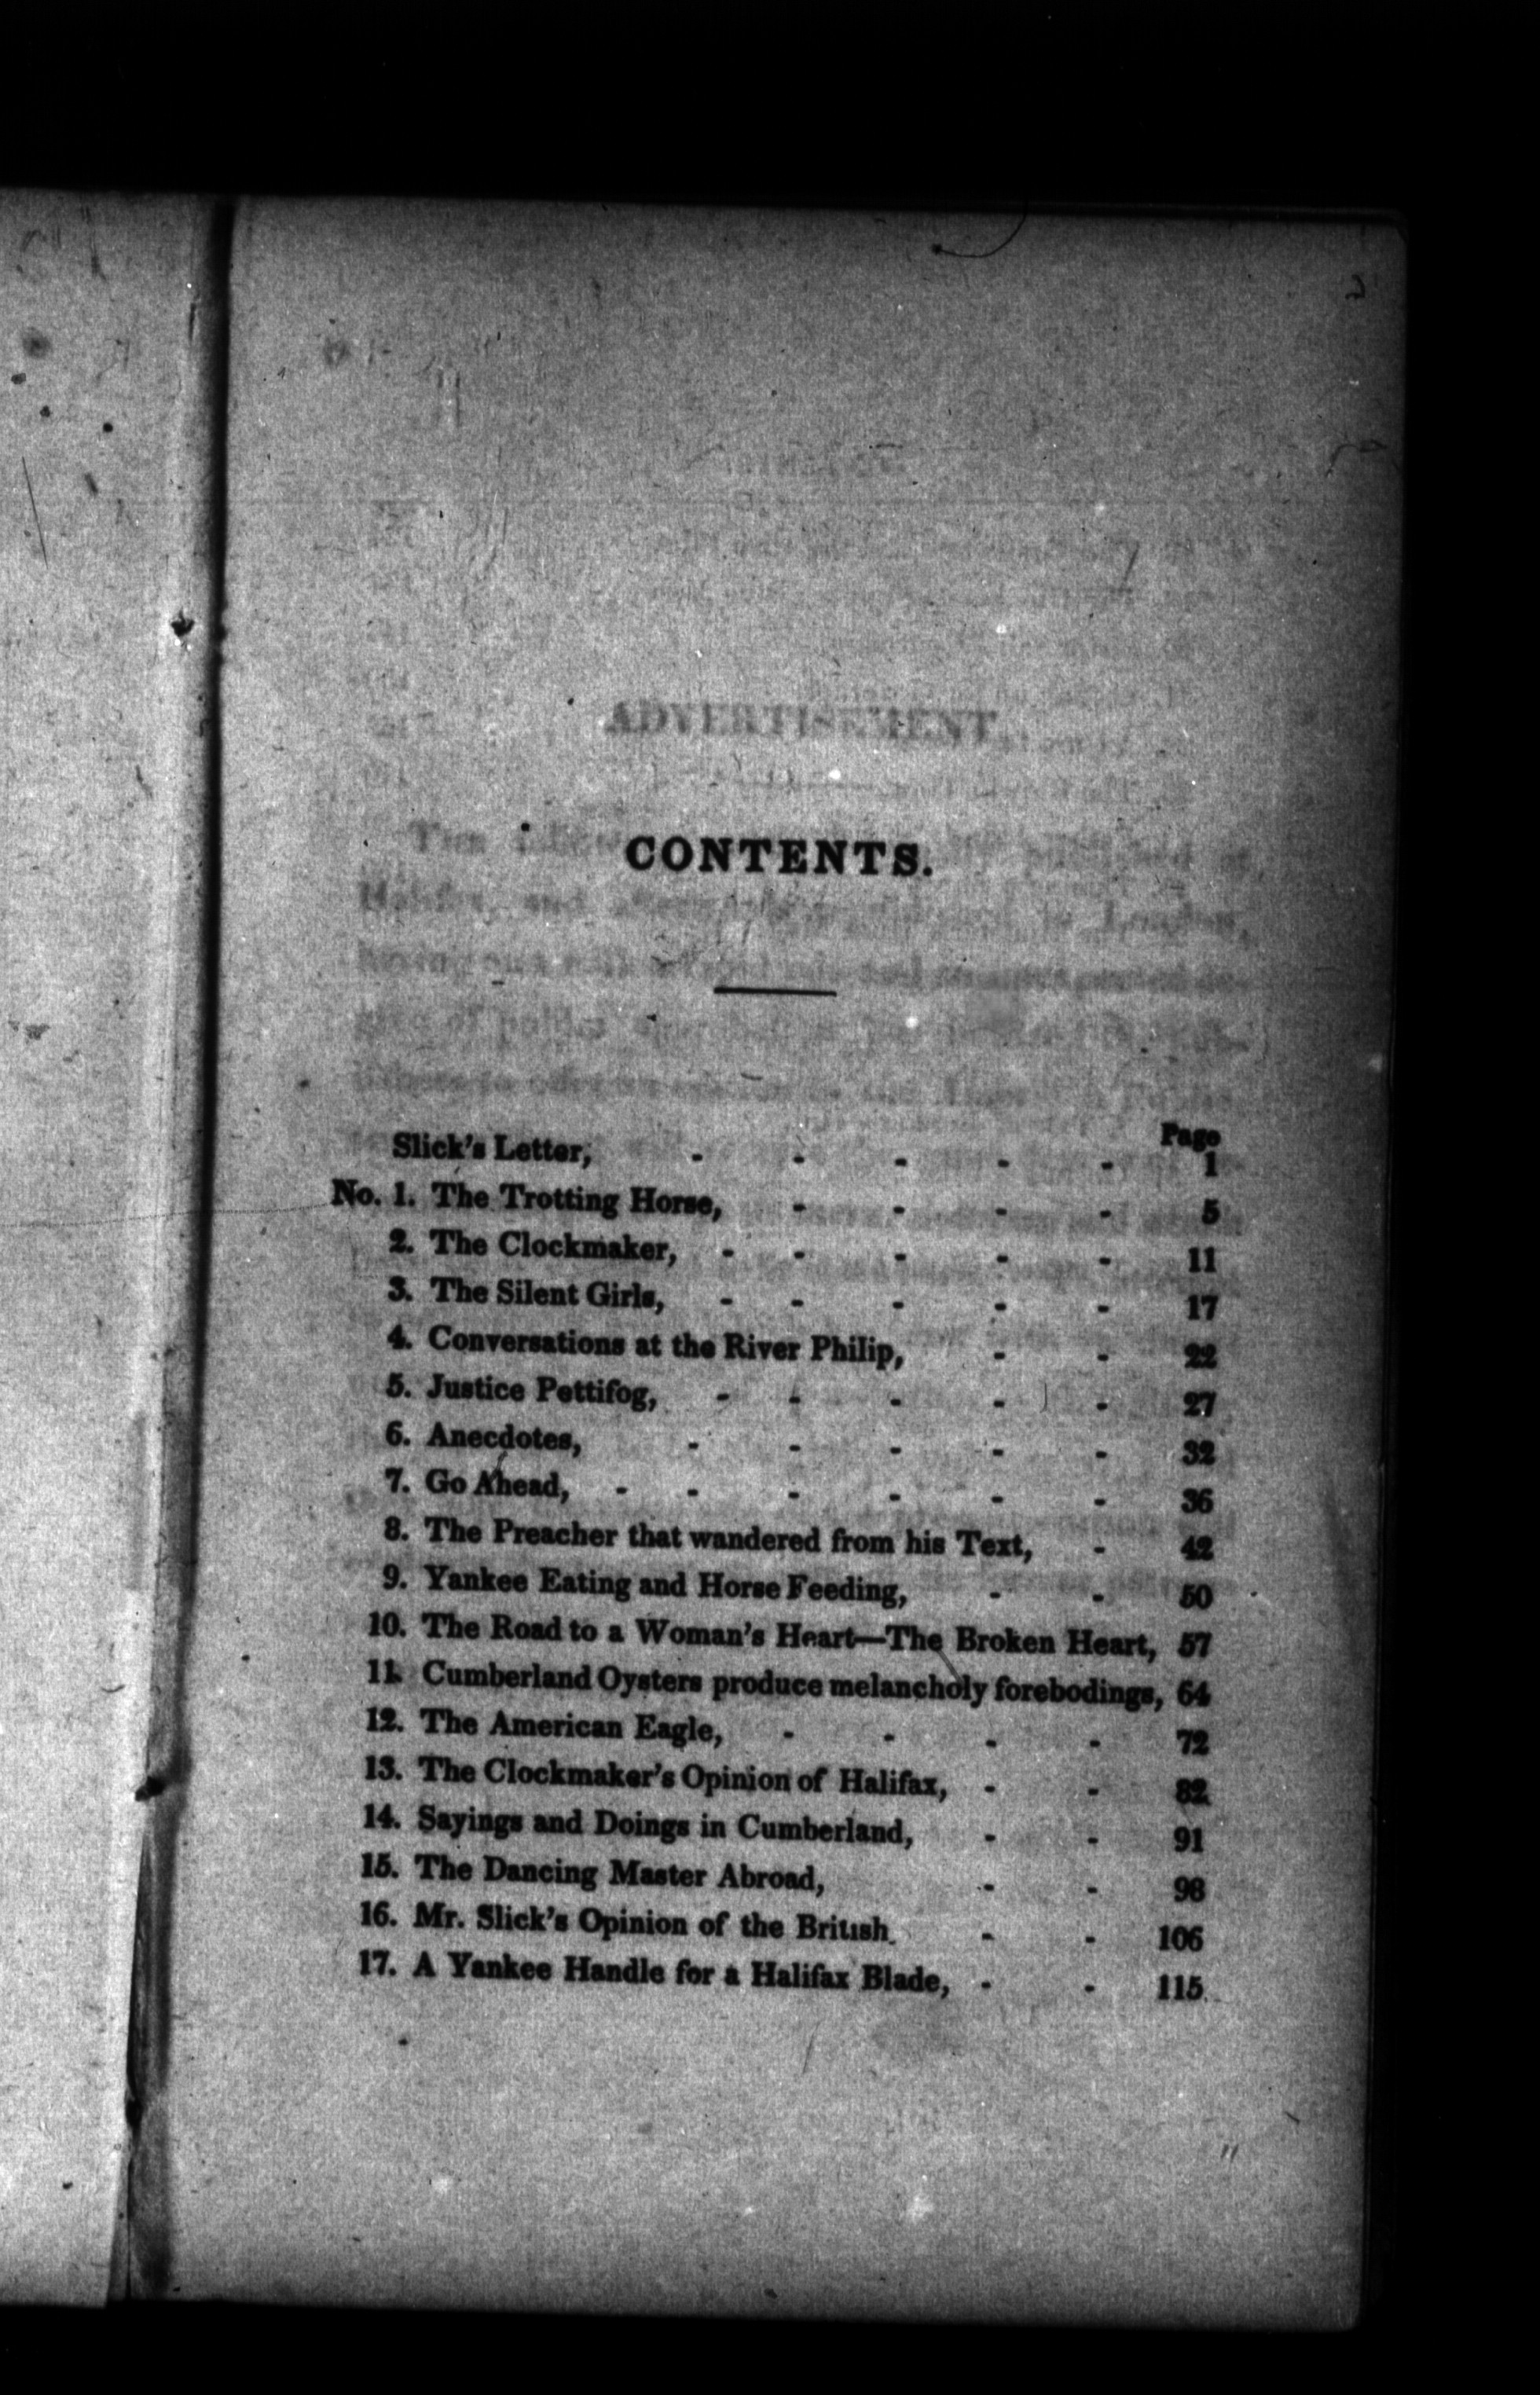 ADVERTISEMENT
CONTENTS.
Page
Slick's Letter, - - - - - 1
No. 1. The Trotting Horse, - - - - 5
2. The Clockmaker, - - - - - 11
3. The Silent Girls, - - - - - 17
4. Conversations at the River Philip, - - 22
5. Justice Pettifog, - - - - - 27
6. Anecdotes, - - - - - 32
7. Go Ahead, - - - - - - 36
8. The Preacher that wandered from his Text, - 42
9. Yankee Eating and Horse Feeding, - - 50
10. The Road to a Woman's Heart—The Broken Heart, 57
11. Cumberland Oysters produce melancholy forebodings, 64
12. The American Eagle, - - - - 72
13. The Clockmaker's Opinion of Halifax, - - 82
14. Sayings and Doings in Cumberland, - - 91
15. The Dancing Master Abroad, - - 98
16. Mr. Slick's Opinion of the British. - - 106
17. A Yankee Handle for a Halifax Blade, - - 115